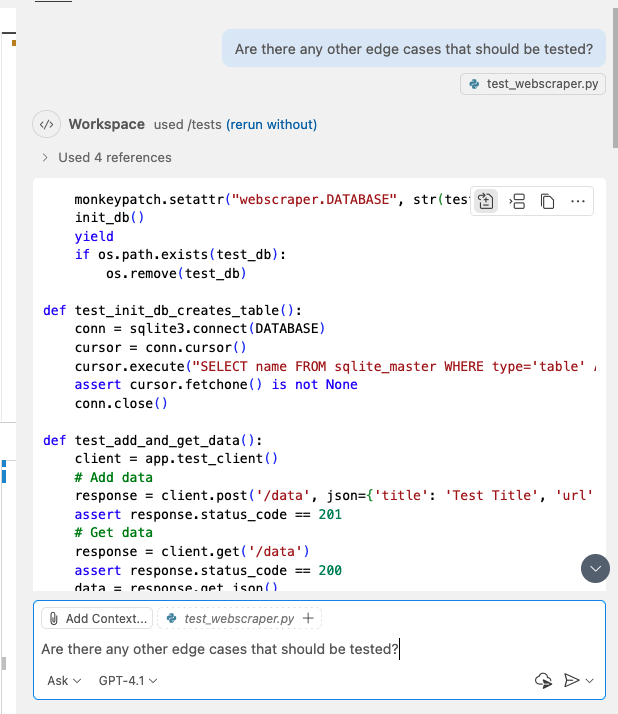 Are there any other edge cases that should be tested?
test_webscraper.py
Workspace used /tests (rerun without)
Used 4 references
monkeypatch.setattr("webscraper.DATABASE", str(test
init_db()
yield
if os.path.exists(test_db):
os.remove(test_db)
def test_init_db_creates_table():
conn = sqlite3.connect(DATABASE)
cursor = conn.cursor()
cursor.execute("SELECT name FROM sqlite_master WHERE type='table'
assert cursor.fetchone() is not None
conn.close()
def test_add_and_get_data():
client = app.test_client()
# Add data
response = client.post('/data', json={'title': 'Test Title', 'url'
assert response.status_code == 201
# Get data
response = client.get('/data')
assert response.status_code == 200
data = response.get_json()
Add Context... test_webscraper.py +
Are there any other edge cases that should be tested?
Ask GPT-4.1